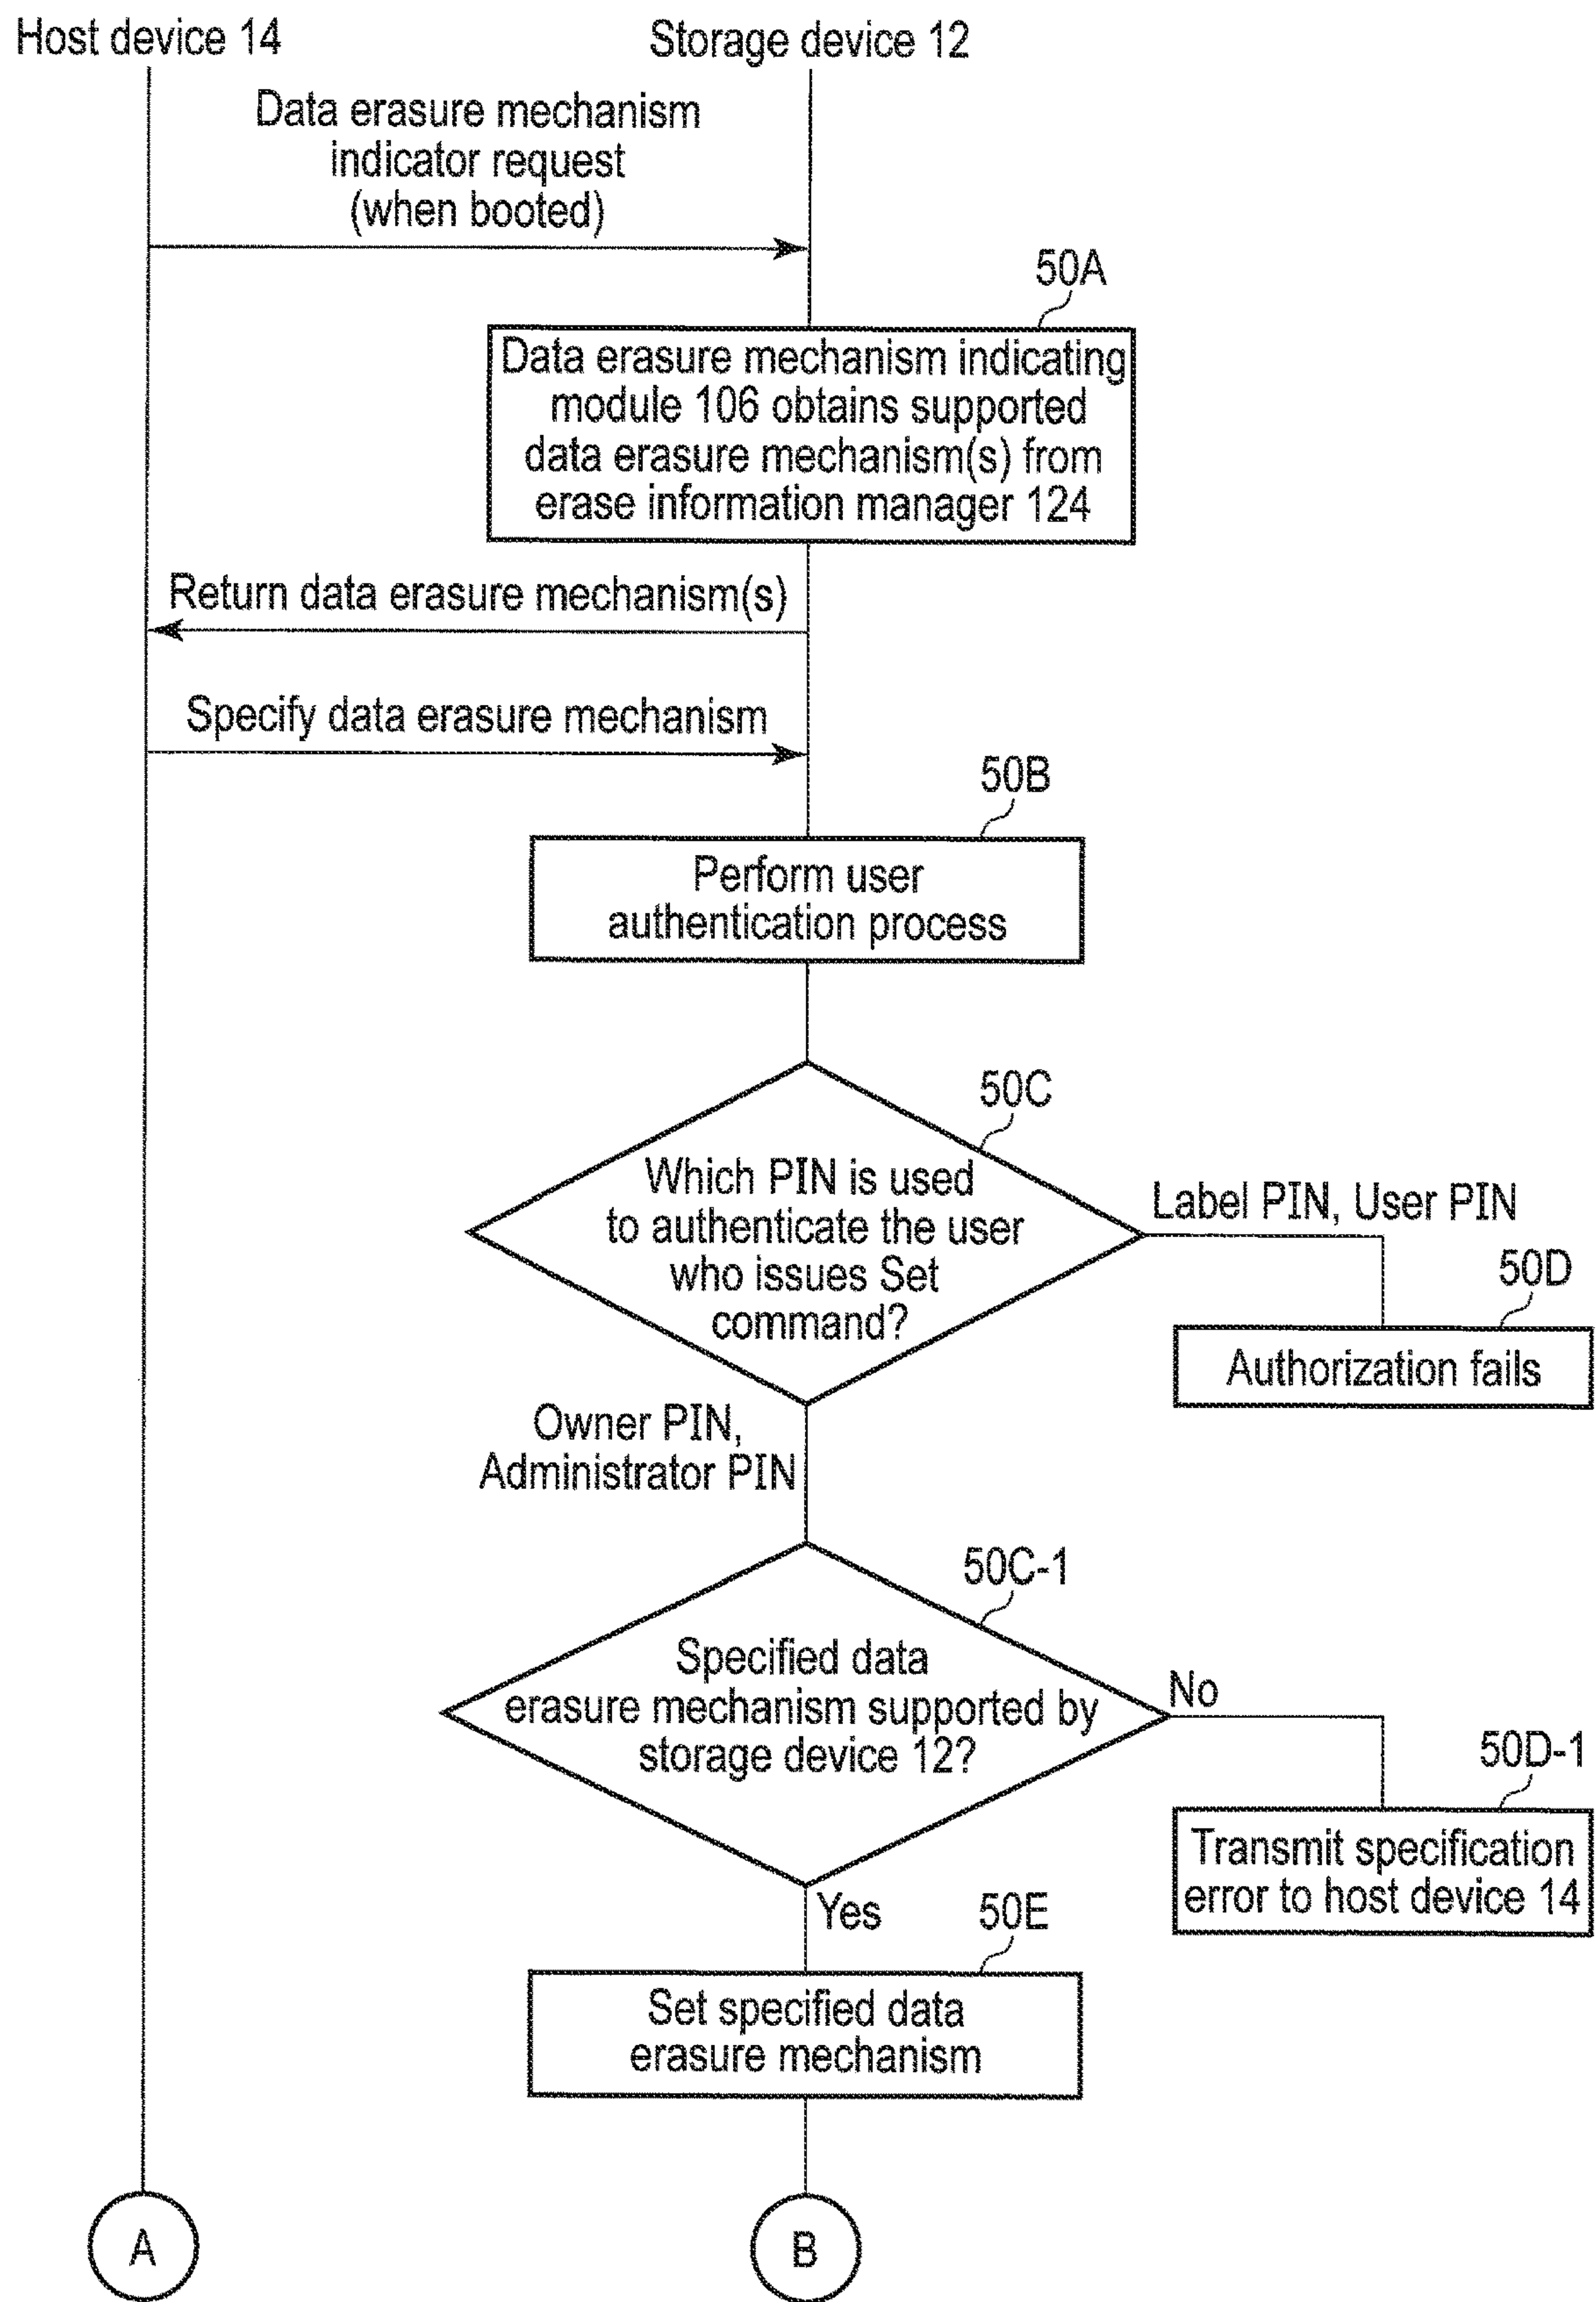 Host device 14
Storage device 12
Data erasure mechanism
indicator request
(when booted)
50A
Data erasure mechanism indicating
module 106 obtains supported
data erasure mechanism(s) from
erase information manager 124
Return data erasure mechanism(s)
Specify data erasure mechanism
50B
Perform user
authentication process
50C
Which PIN is used
to authenticate the user
who issues Set
command?
Label PIN, User PIN
50D
Authorization fails
Owner PIN,
Administrator PIN
50C-1
Specified data
erasure mechanism supported by
storage device 12?
No
50D-1
Transmit specification
error to host device 14
Yes
50E
Set specified data
erasure mechanism
A
B